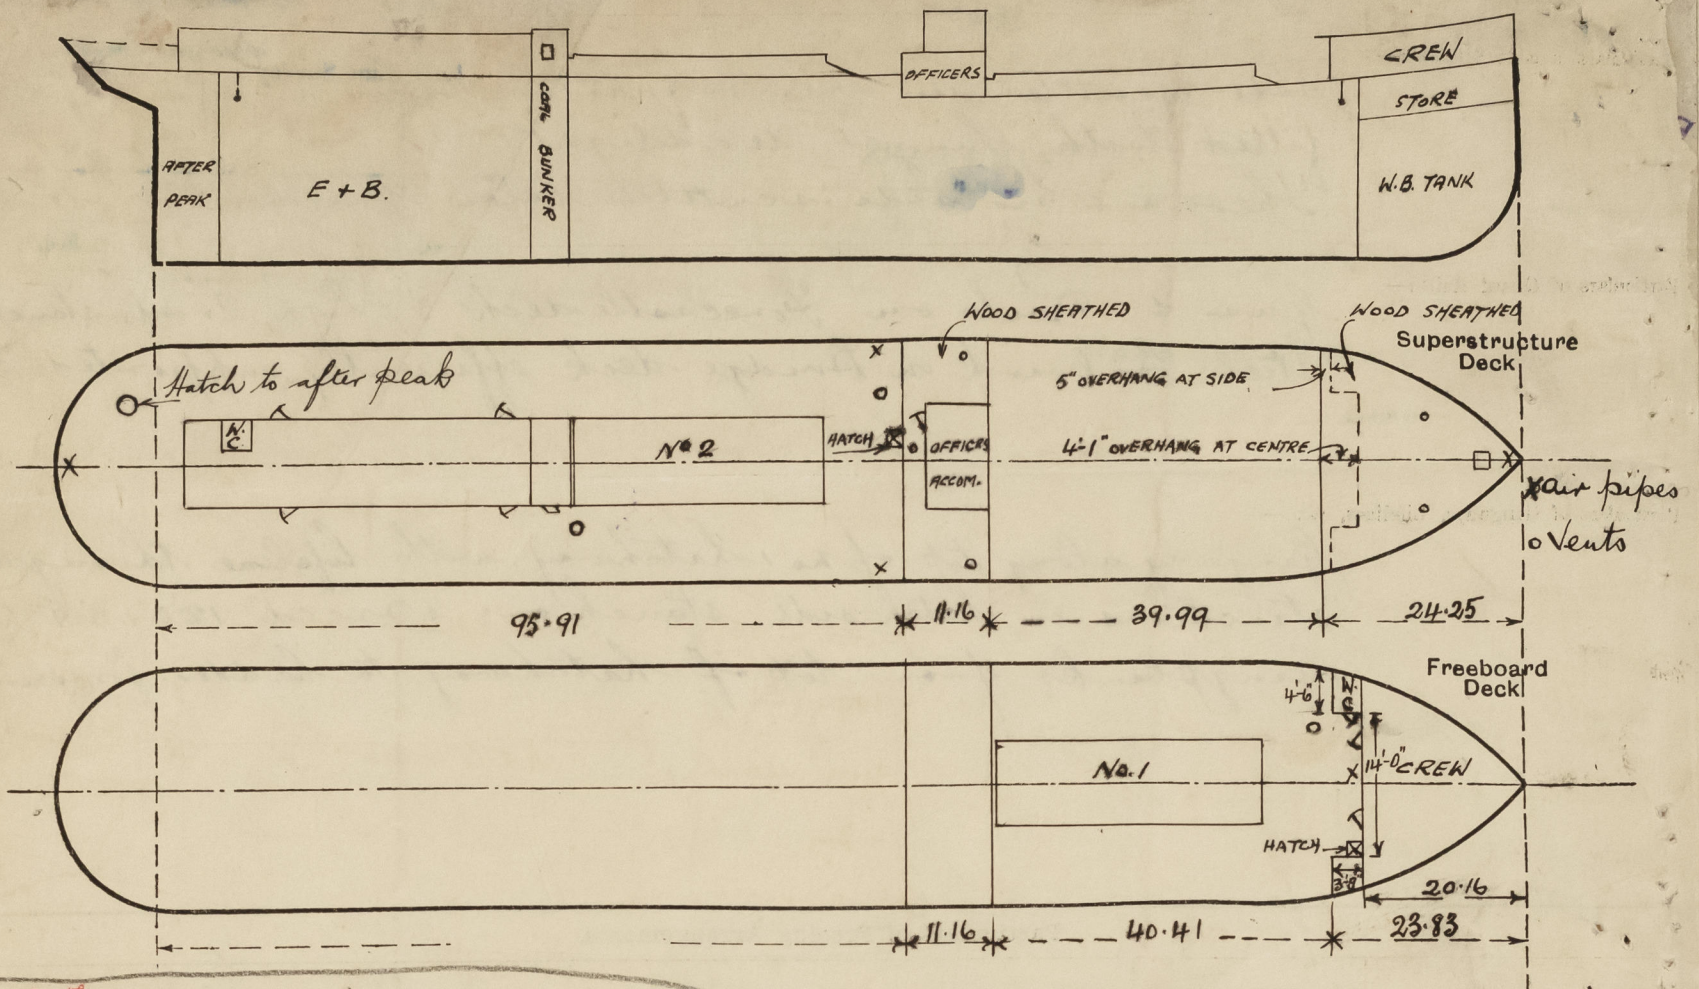 CREW
OFFICERS
STORE
COAL BUNKER
AFTER
PEAK
E + B.
W.B. TANK
WOOD SHEATHED
WOOD SHEATHED
Superstructure
Deck
5" OVERHANG AT SIDE
Hatch to after peak
W.
C.
No 2
HATCH
OFFICERS
ACCOM.
4'-1" OVERHANG AT CENTRE
X air pipes
o Vents
95.91
11.16
39.99
24.25
Freeboard
Deck
4'-6"
W.
C
No. 1
14'-0"
CREW
HATCH
3'-8"
20.16
11.16
40.41
23.83